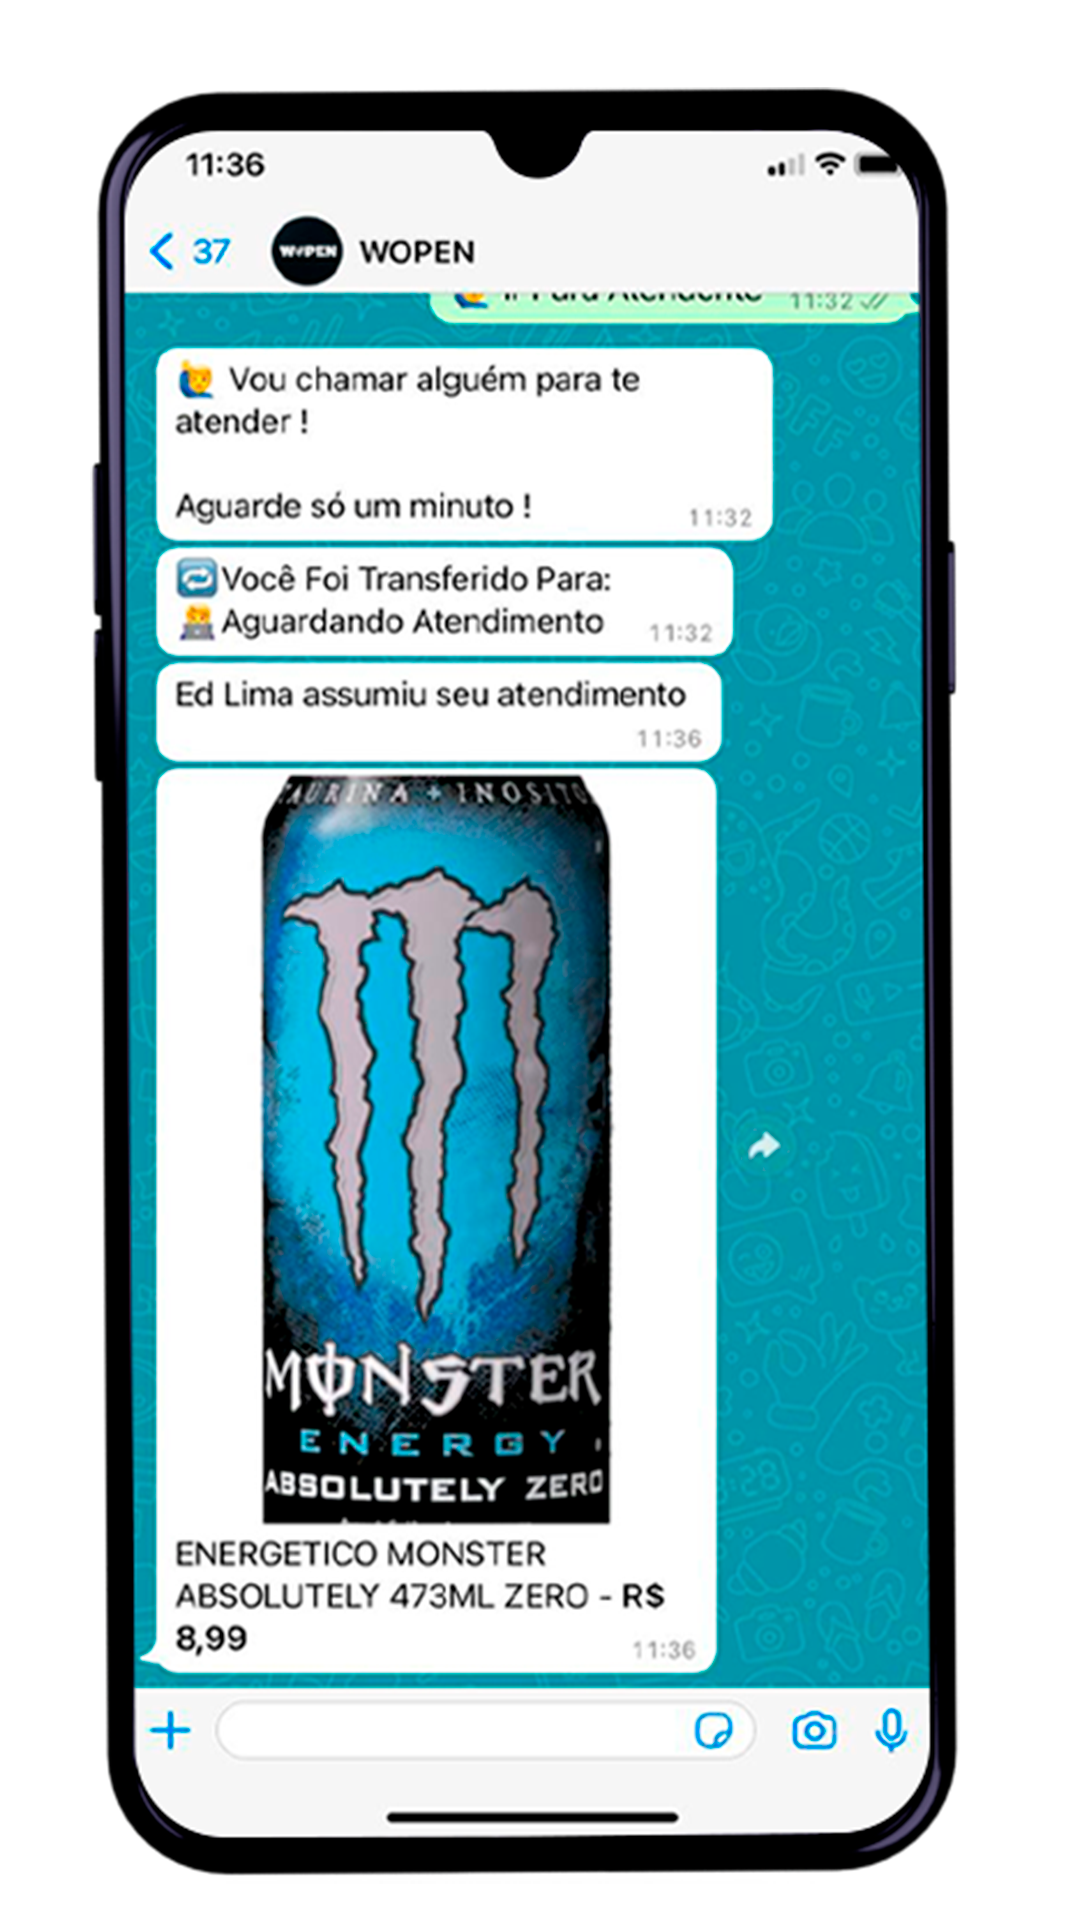 11:36
37
WOPEN
WOPEN
Ir Para Atendente 11:32
Vou chamar alguém para te
atender !
Aguarde só um minuto !
11:32
Você Foi Transferido Para:
Aguardando Atendimento
11:32
Ed Lima assumiu seu atendimento
11:36
TAURINA + INOSITO
MONSTER
ENERGY
ABSOLUTELY ZERO
ENERGETICO MONSTER
ABSOLUTELY 473ML ZERO - R$
8,99
11:36